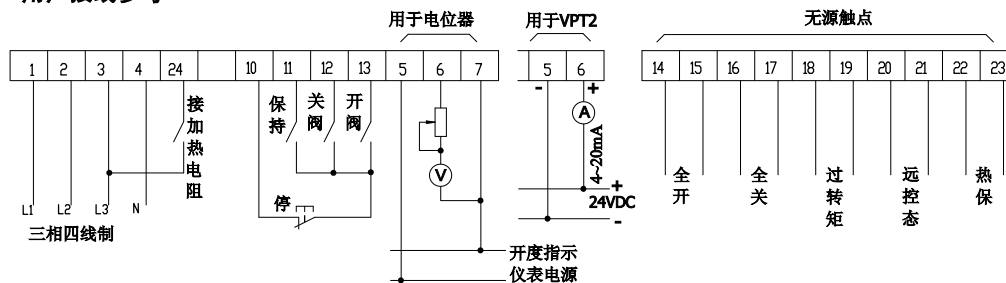 用于电位器
用于VPT2
无源触点
1 2 3 4 24 10 11 12 13 5 6 7 5 6 14 15 16 17 18 19 20 21 22 23
接加热电阻
保持
关阀
开阀
停
L1 L2 L3 N
三相四线制
V
- +
A
4~20mA
+
24VDC
-
开度指示
仪表电源
全开
全关
过转矩
远控态
热保